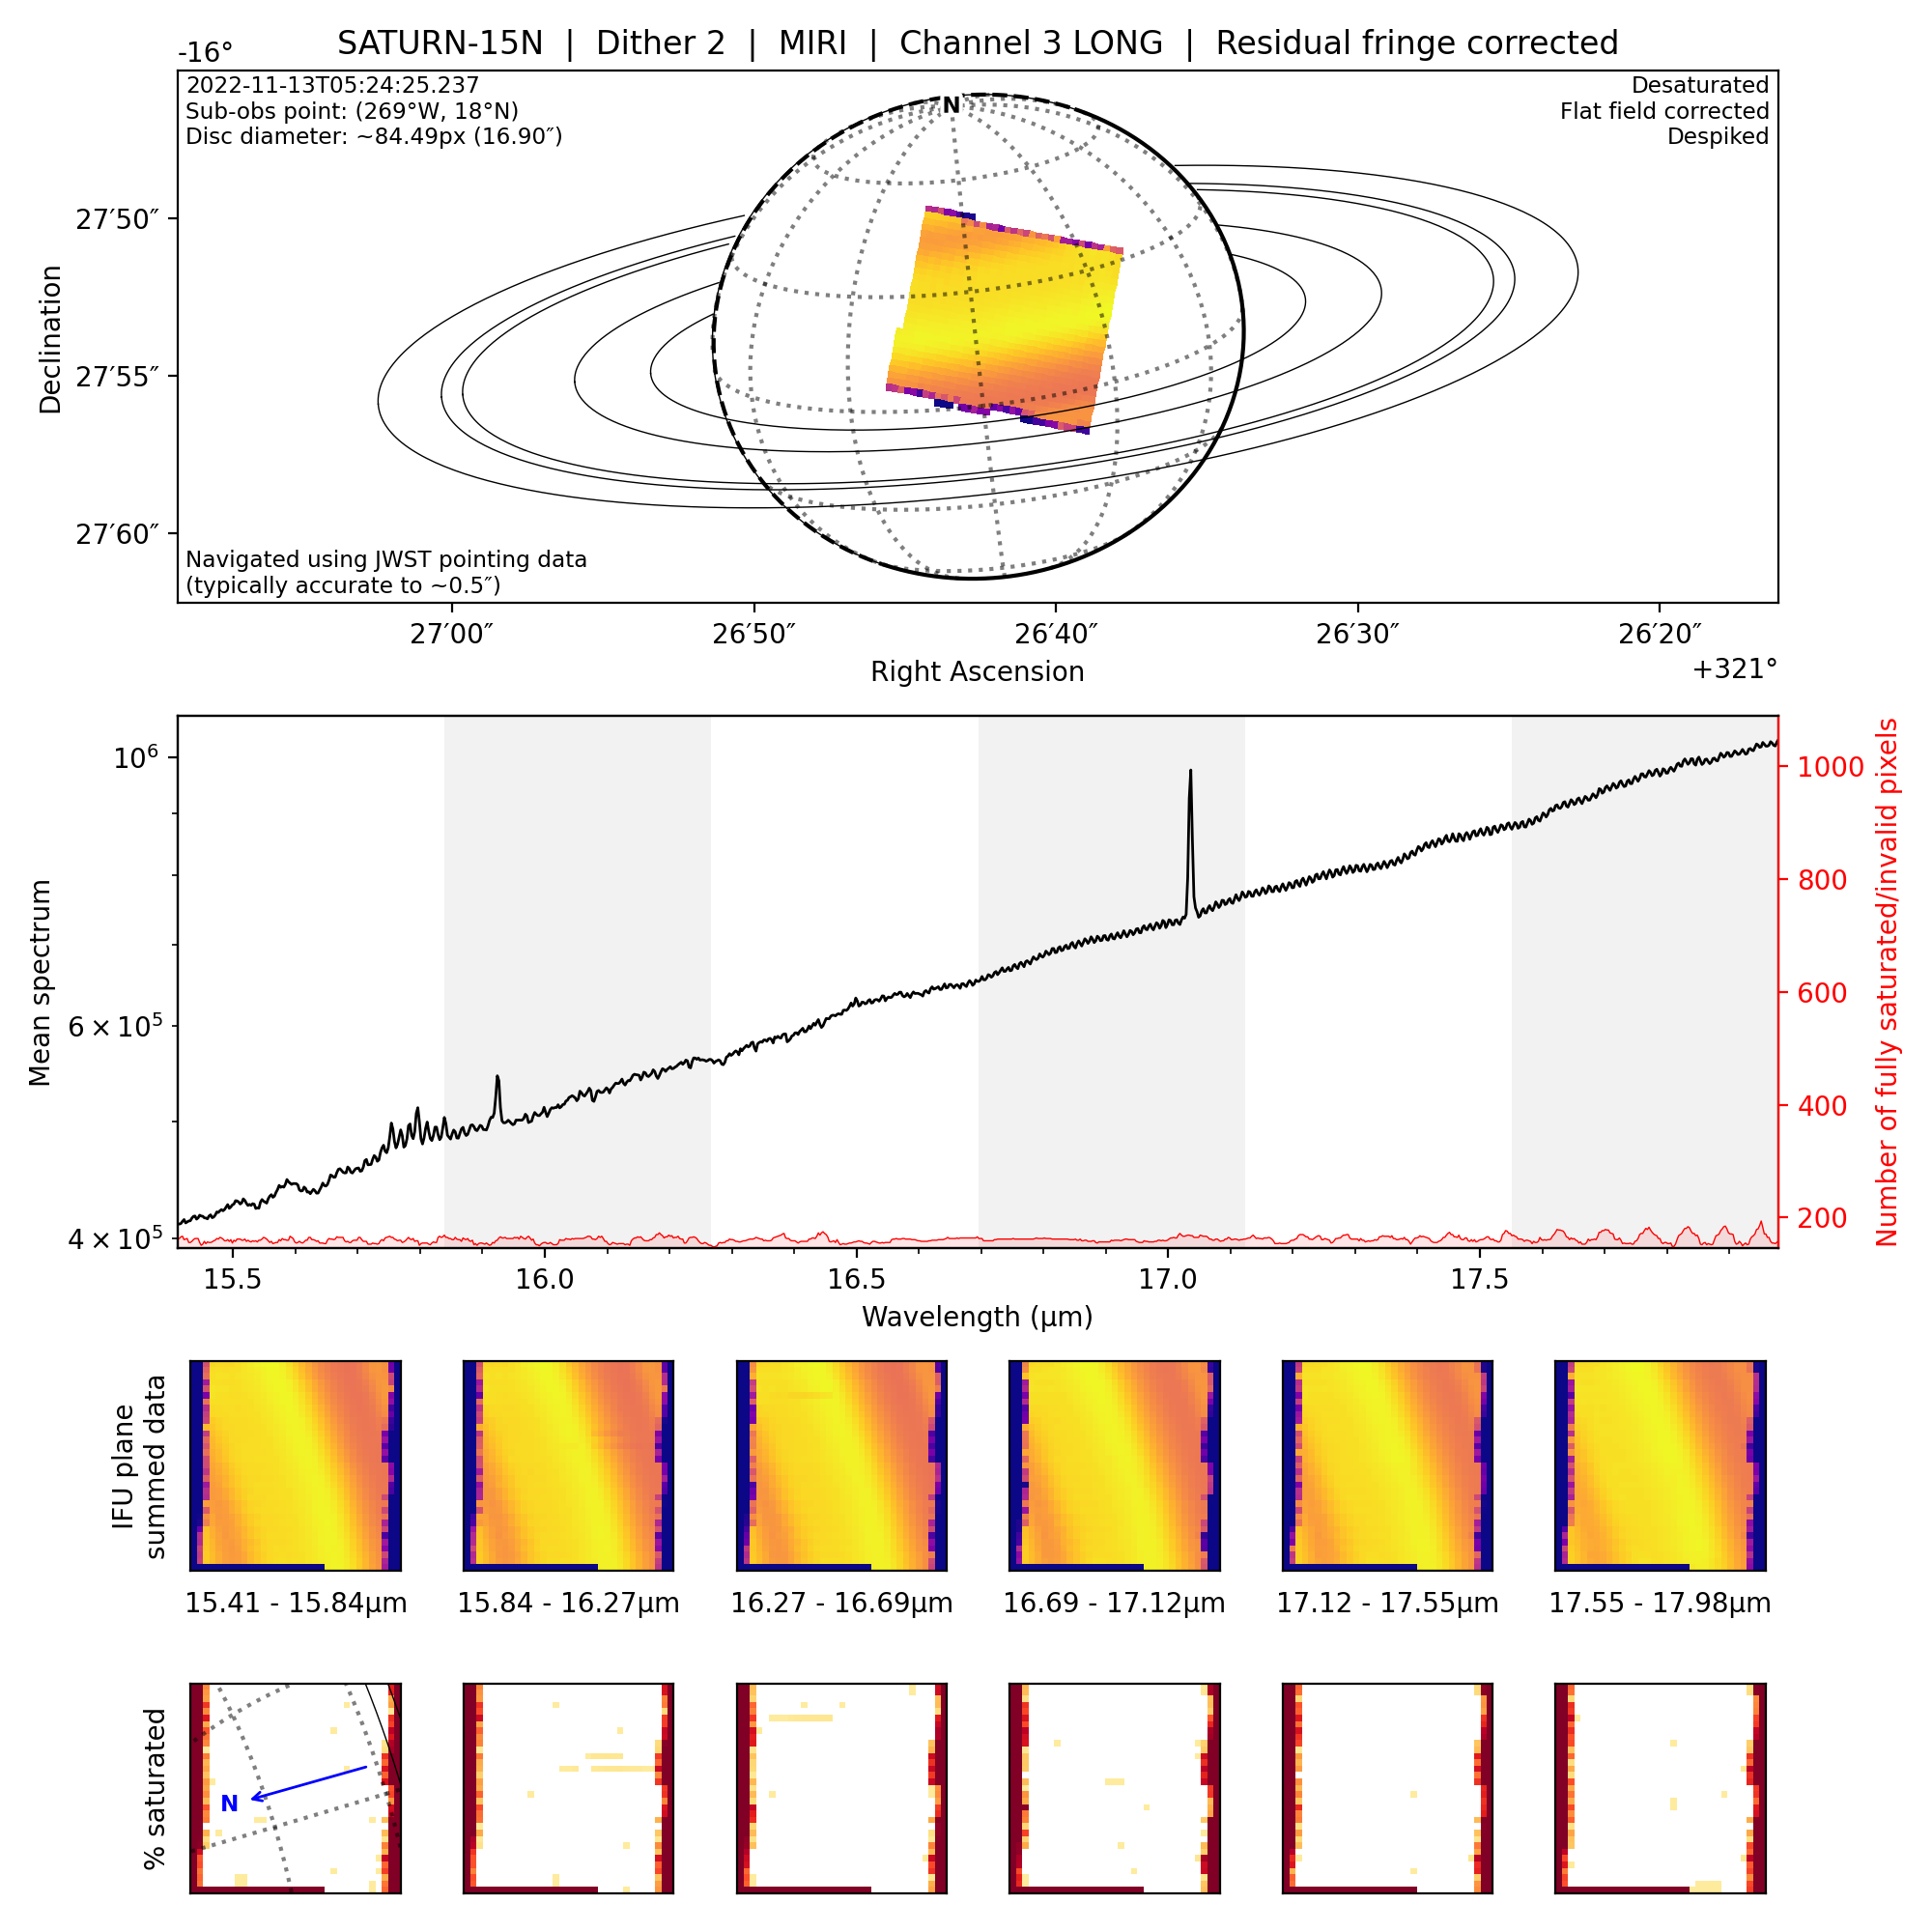 SATURN-15N | Dither 2 | MIRI | Channel 3 LONG | Residual fringe corrected
-16°
2022-11-13T05:24:25.237
Sub-obs point: (269°W, 18°N)
Disc diameter: ~84.49px (16.90″)
Desaturated
Flat field corrected
Despiked
N
Declination
27′50″
27′55″
27′60″
Navigated using JWST pointing data
(typically accurate to ~0.5″)
27′00″ 26′50″ 26′40″ 26′30″ 26′20″
Right Ascension
+321°
Mean spectrum
10⁶
6 × 10⁵
4 × 10⁵
Number of fully saturated/invalid pixels
1000
800
600
400
200
15.5 16.0 16.5 17.0 17.5
Wavelength (µm)
IFU plane
summed data
15.41 - 15.84µm 15.84 - 16.27µm 16.27 - 16.69µm 16.69 - 17.12µm 17.12 - 17.55µm 17.55 - 17.98µm
% saturated
N